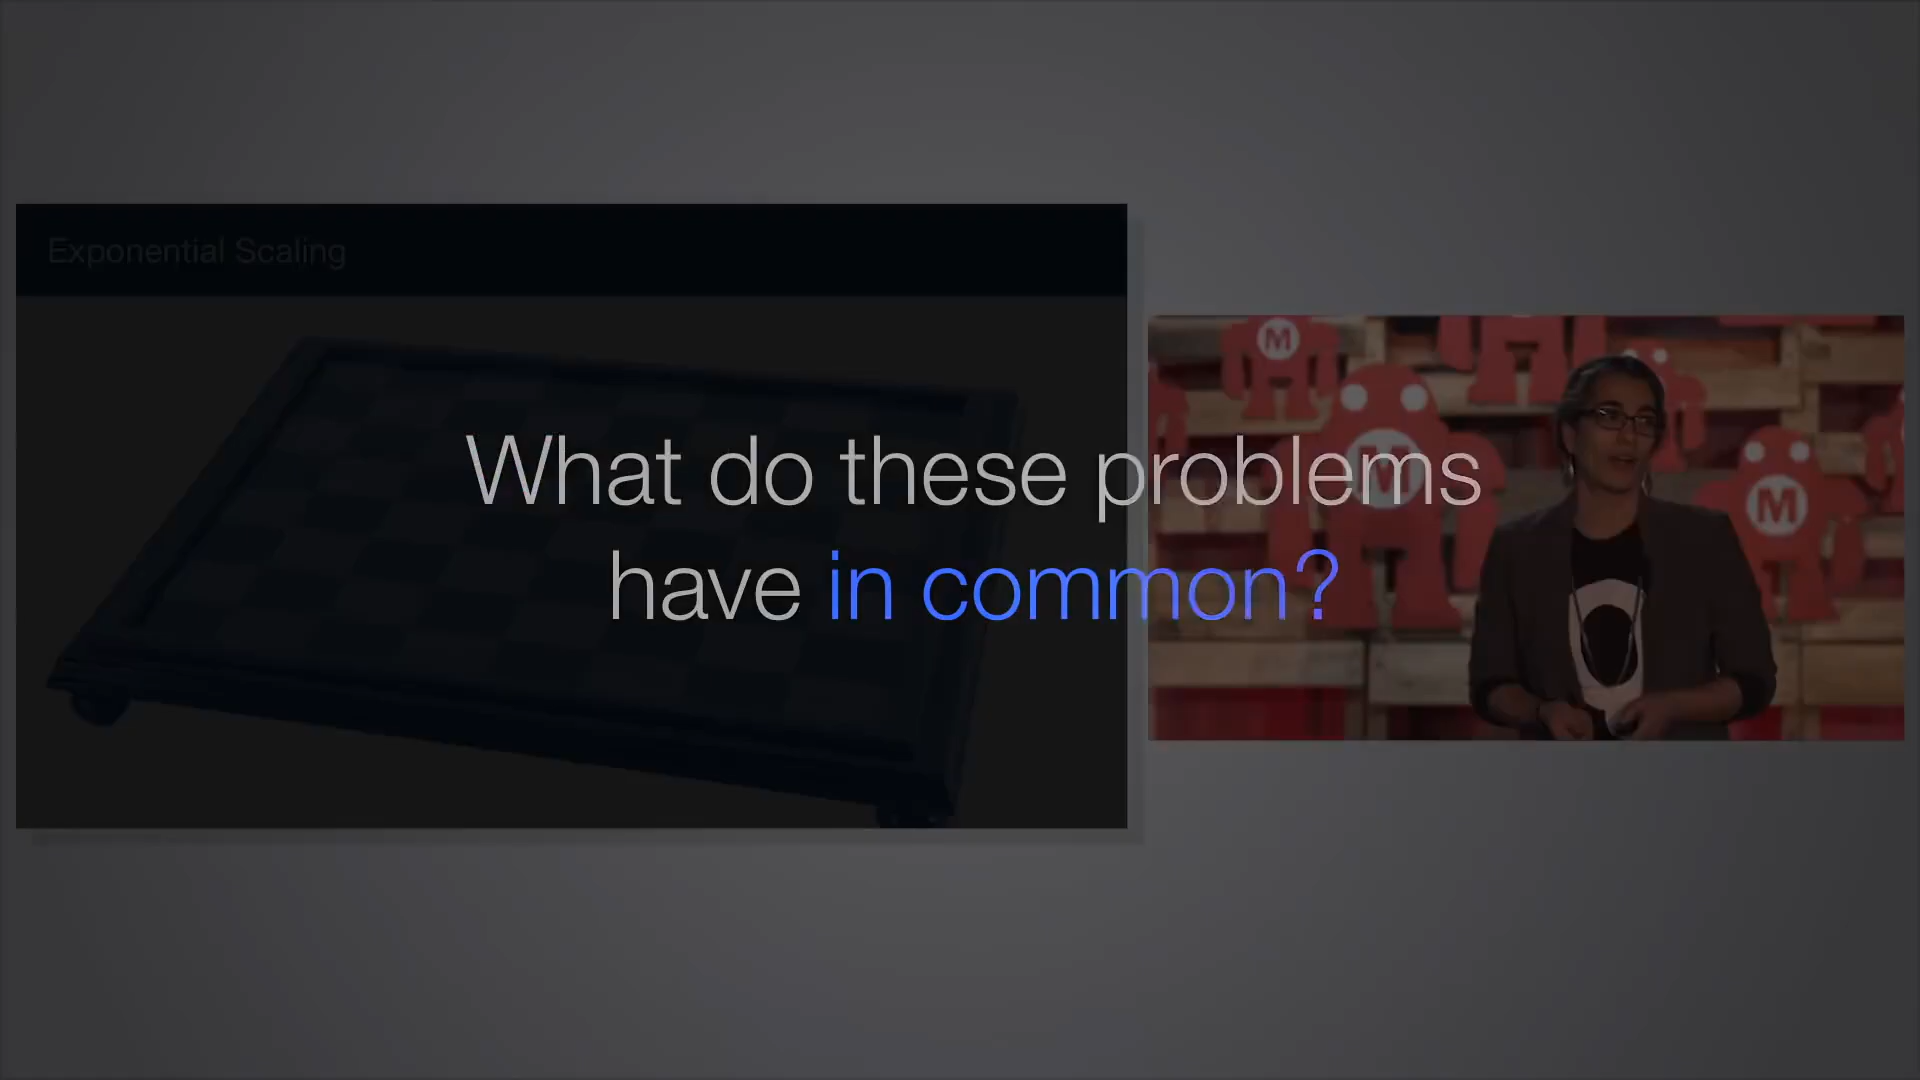 Exponential Scaling
What do these problems
have in common?
M
M
M